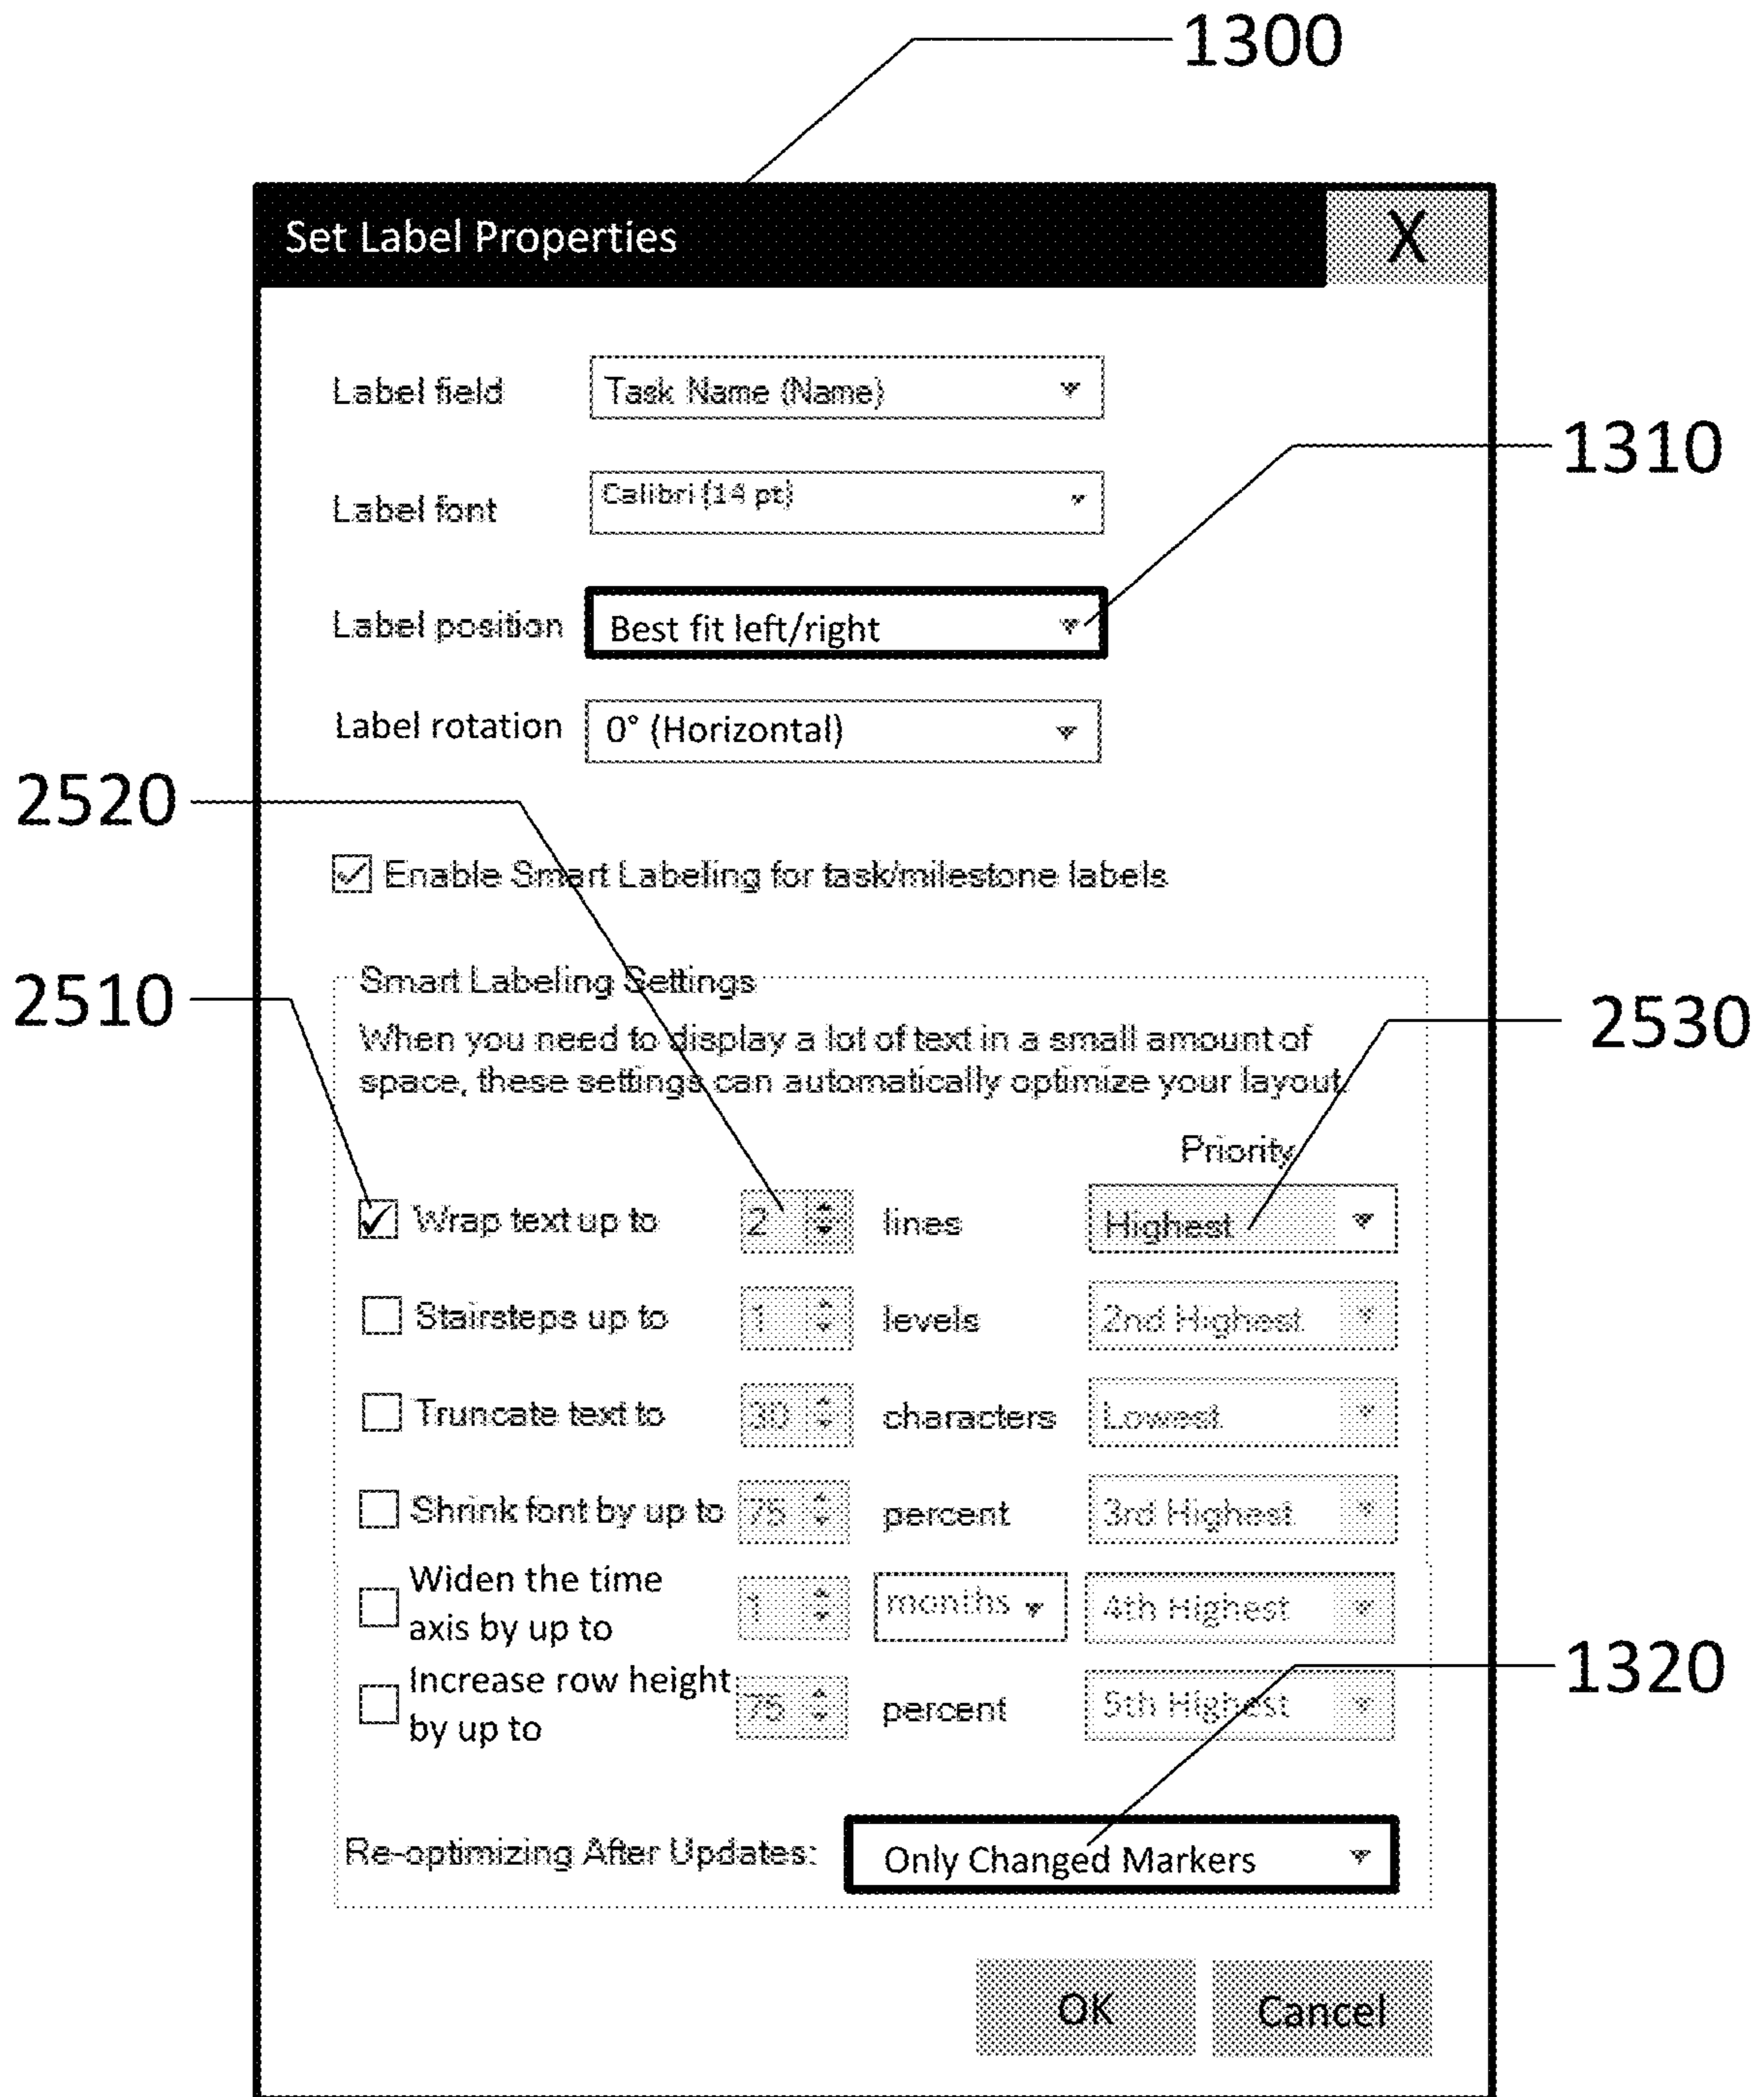 1300
Set Label Properties X
Label field Task Name (Name)
1310
Label font Calibri (14 pt)
Label position Best fit left/right
Label rotation 0° (Horizontal)
2520
Enable Smart Labeling for task/milestone labels
Smart Labeling Settings
2510
2530
When you need to display a lot of text in a small amount of
space, these settings can automatically optimize your layout.
Priority
Wrap text up to 2 lines Highest
Stairsteps up to 1 levels 2nd Highest
Truncate text to 30 characters Lowest
Shrink font by up to 75 percent 3rd Highest
Widen the time
axis by up to 1 months 4th Highest
1320
Increase row height
by up to 75 percent 5th Highest
Re-optimizing After Updates: Only Changed Markers
OK Cancel